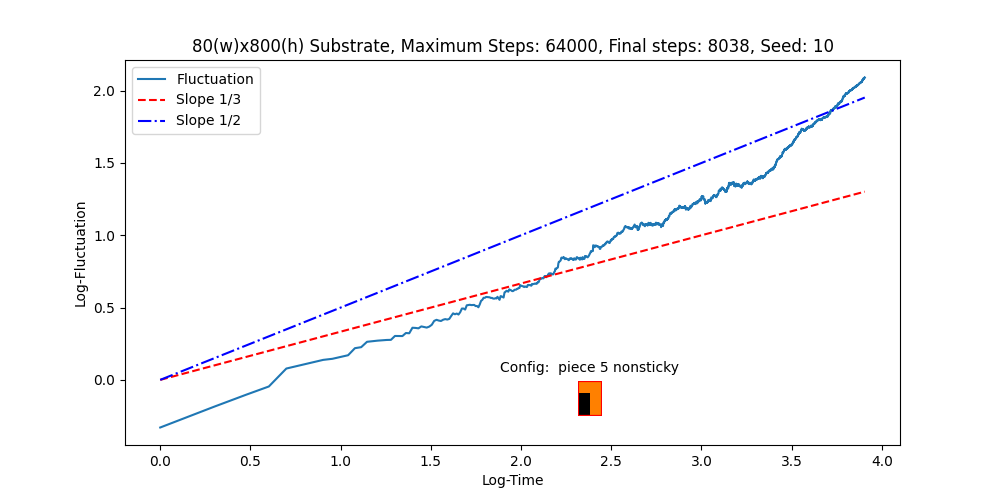 80(w)x800(h) Substrate, Maximum Steps: 64000, Final steps: 8038, Seed: 10
Fluctuation
Slope 1/3
Slope 1/2
Log-Fluctuation
2.0
1.5
1.0
0.5
0.0
Config:  piece 5 nonsticky
0.0 0.5 1.0 1.5 2.0 2.5 3.0 3.5 4.0
Log-Time